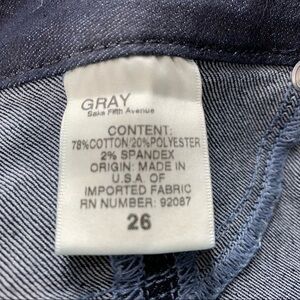 GRAY
Saks Fifth Avenue
CONTENT:
78%COTTON/20%POLYESTER
2% SPANDEX
ORIGIN: MADE IN
U.S.A. OF
IMPORTED FABRIC
RN NUMBER: 92087
26